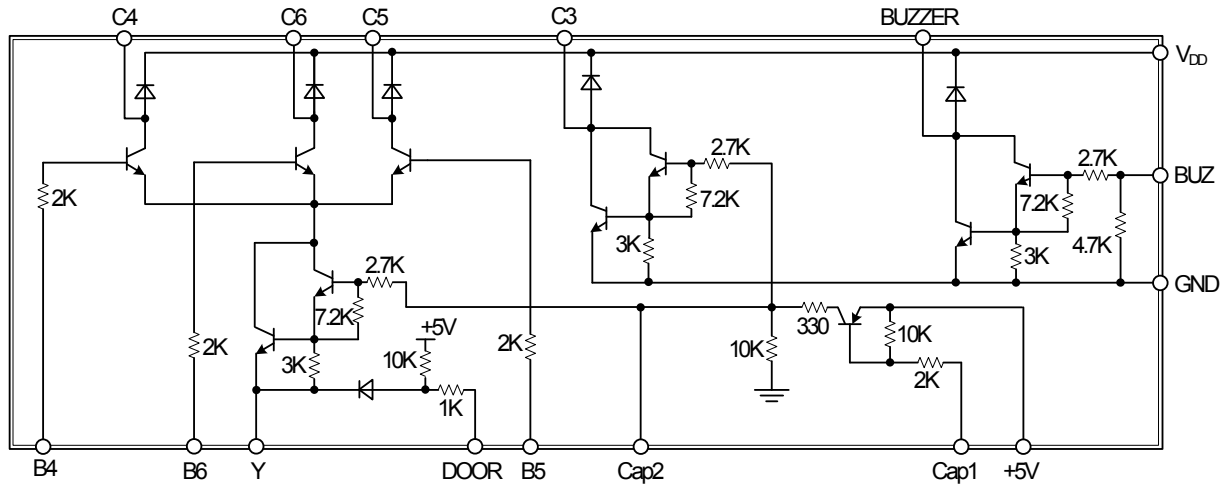 C4
C6
C5
C3
BUZZER
VDD
2.7K
2.7K
BUZ
2K
7.2K
7.2K
4.7K
3K
3K
2.7K
GND
7.2K
+5V
330
10K
2K
2K
10K
10K
3K
2K
1K
B4
B6
Y
DOOR
B5
Cap2
Cap1
+5V